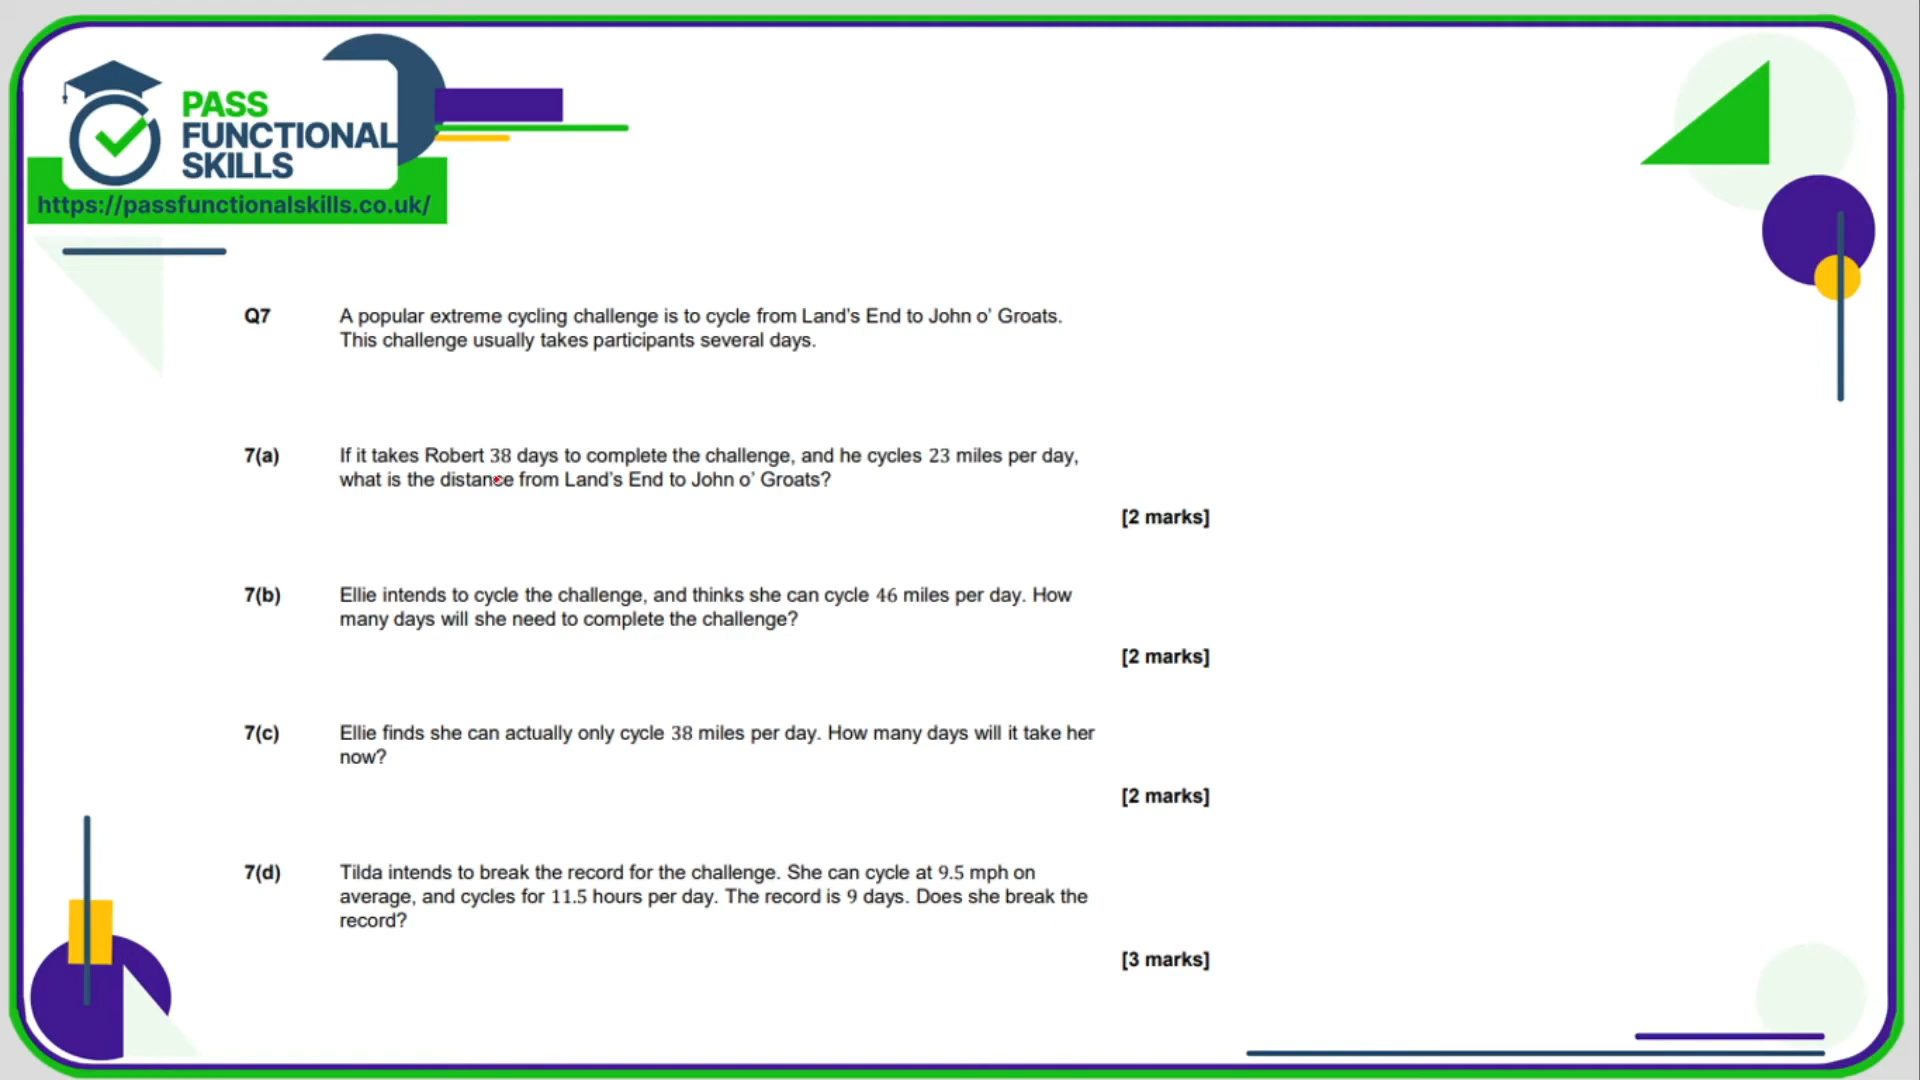 PASS
FUNCTIONAL
SKILLS
https://passfunctionalskills.co.uk/
Q7 A popular extreme cycling challenge is to cycle from Land's End to John o' Groats.
This challenge usually takes participants several days.
7(a) If it takes Robert 38 days to complete the challenge, and he cycles 23 miles per day,
what is the distance from Land's End to John o' Groats?
[2 marks]
7(b) Ellie intends to cycle the challenge, and thinks she can cycle 46 miles per day. How
many days will she need to complete the challenge?
[2 marks]
7(c) Ellie finds she can actually only cycle 38 miles per day. How many days will it take her
now?
[2 marks]
7(d) Tilda intends to break the record for the challenge. She can cycle at 9.5 mph on
average, and cycles for 11.5 hours per day. The record is 9 days. Does she break the
record?
[3 marks]